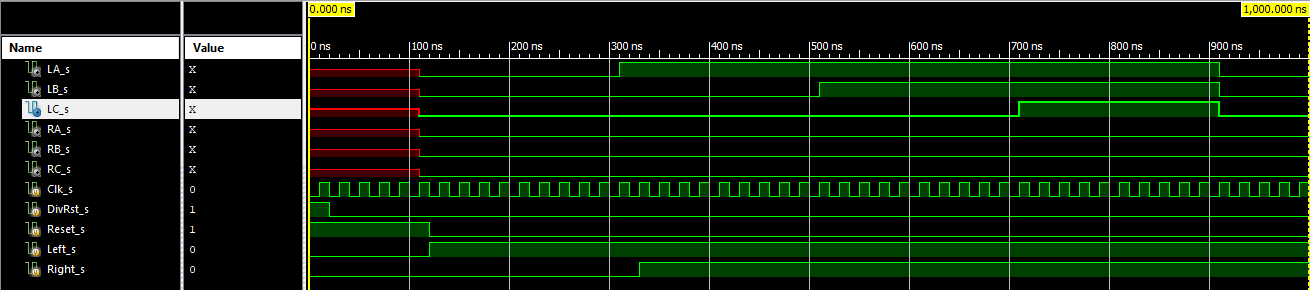 0.000 ns 1,000.000 ns
Name Value 0 ns 100 ns 200 ns 300 ns 400 ns 500 ns 600 ns 700 ns 800 ns 900 ns
LA_s X
LB_s X
LC_s X
RA_s X
RB_s X
RC_s X
Clk_s 0
DivRst_s 1
Reset_s 1
Left_s 0
Right_s 0